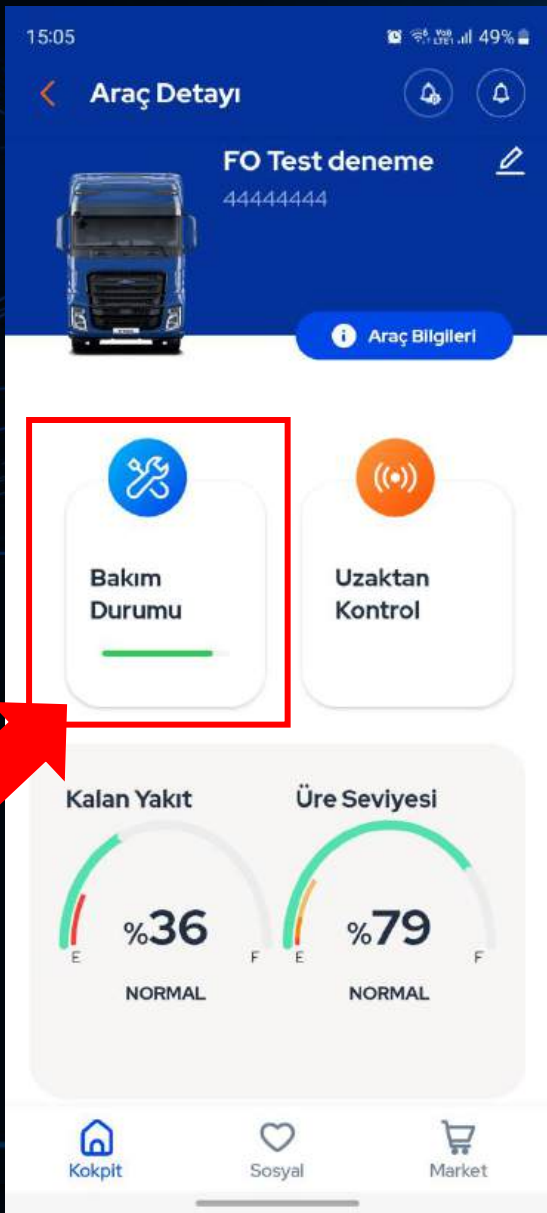 15:05
49%
Araç Detayı
FO Test deneme
44444444
Araç Bilgileri
Bakım
Durumu
Uzaktan
Kontrol
Kalan Yakıt
Üre Seviyesi
%36
%79
E
F
E
F
NORMAL
NORMAL
Kokpit
Sosyal
Market